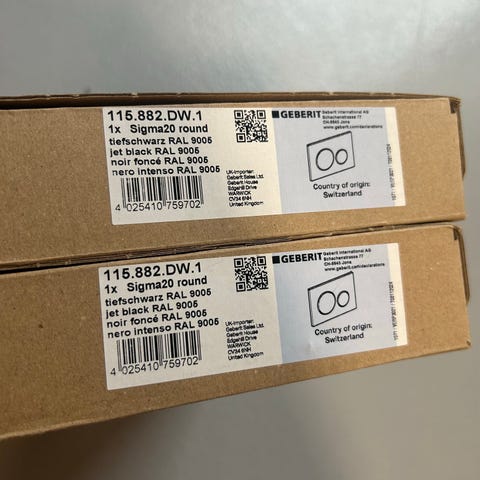 115.882.DW.1
1x Sigma20 round
tiefschwarz RAL 9005
jet black RAL 9005
noir foncé RAL 9005
nero intenso RAL 9005
4 025410 759702
UK-Importer:
Geberit Sales Ltd.
Geberit House
Edgehill Drive
WARWICK
CV34 6NH
United Kingdom
GEBERIT
Geberit International AG
Schachenstrasse 77
CH-8645 Jona
www.geberit.com/declarations
Country of origin:
Switzerland
115.882.DW.1
1x Sigma20 round
tiefschwarz RAL 9005
jet black RAL 9005
noir foncé RAL 9005
nero intenso RAL 9005
4 025410 759702
UK-Importer:
Geberit Sales Ltd.
Geberit House
Edgehill Drive
WARWICK
CV34 6NH
United Kingdom
GEBERIT
Geberit International AG
Schachenstrasse 77
CH-8645 Jona
www.geberit.com/declarations
Country of origin:
Switzerland